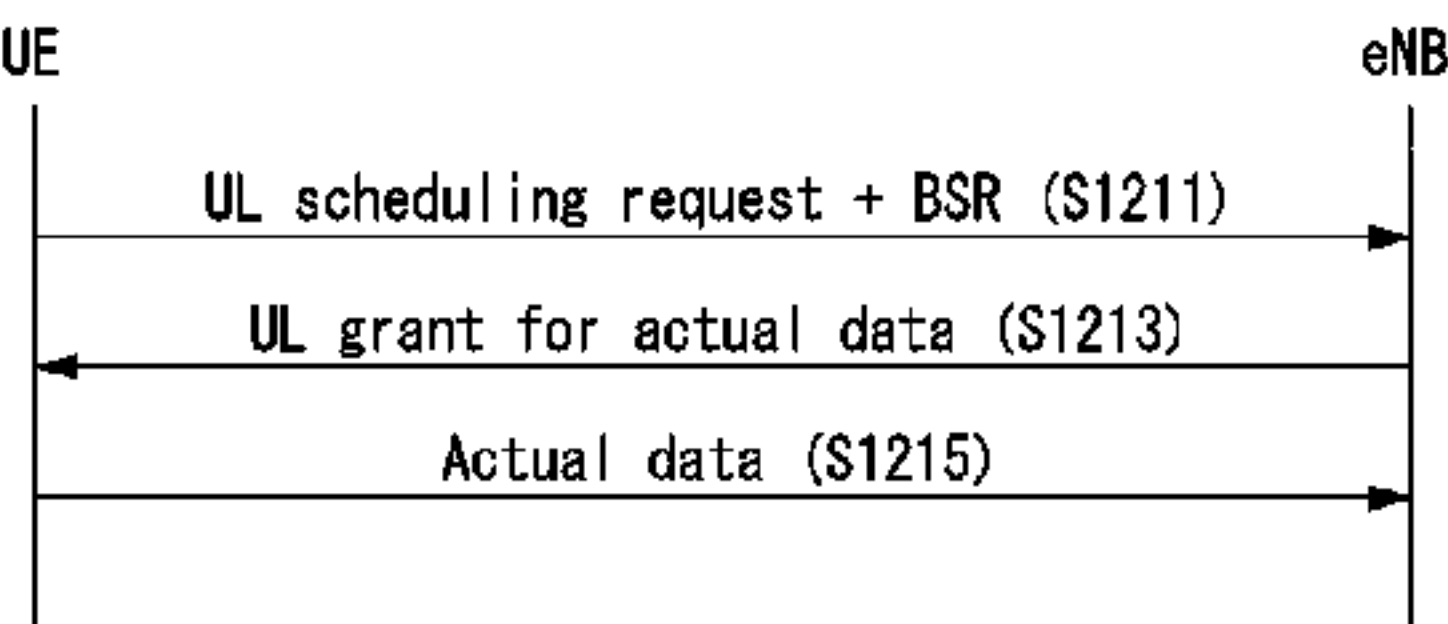 UE eNB
UL scheduling request + BSR (S1211)
UL grant for actual data (S1213)
Actual data (S1215)